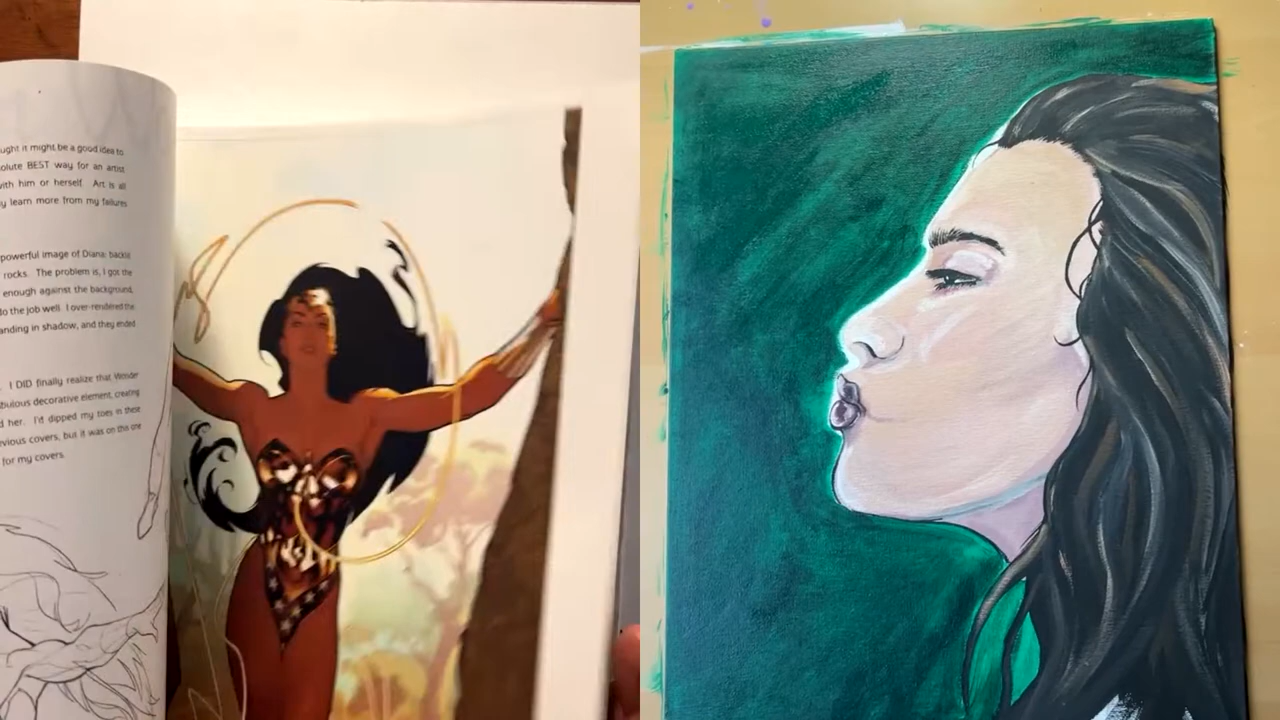 ught it might be a good idea to
olute BEST way for an artist
with him or herself. Art is all
y learn more from my failures
powerful image of Diana: backlit
rocks. The problem is, I got the
enough against the background,
to the job well. I over-rendered the
anding in shadow, and they ended
I DID finally realize that Wonder
bulous decorative element, creating
d her. I'd dipped my toes in these
evious covers, but it was on this one
for my covers.